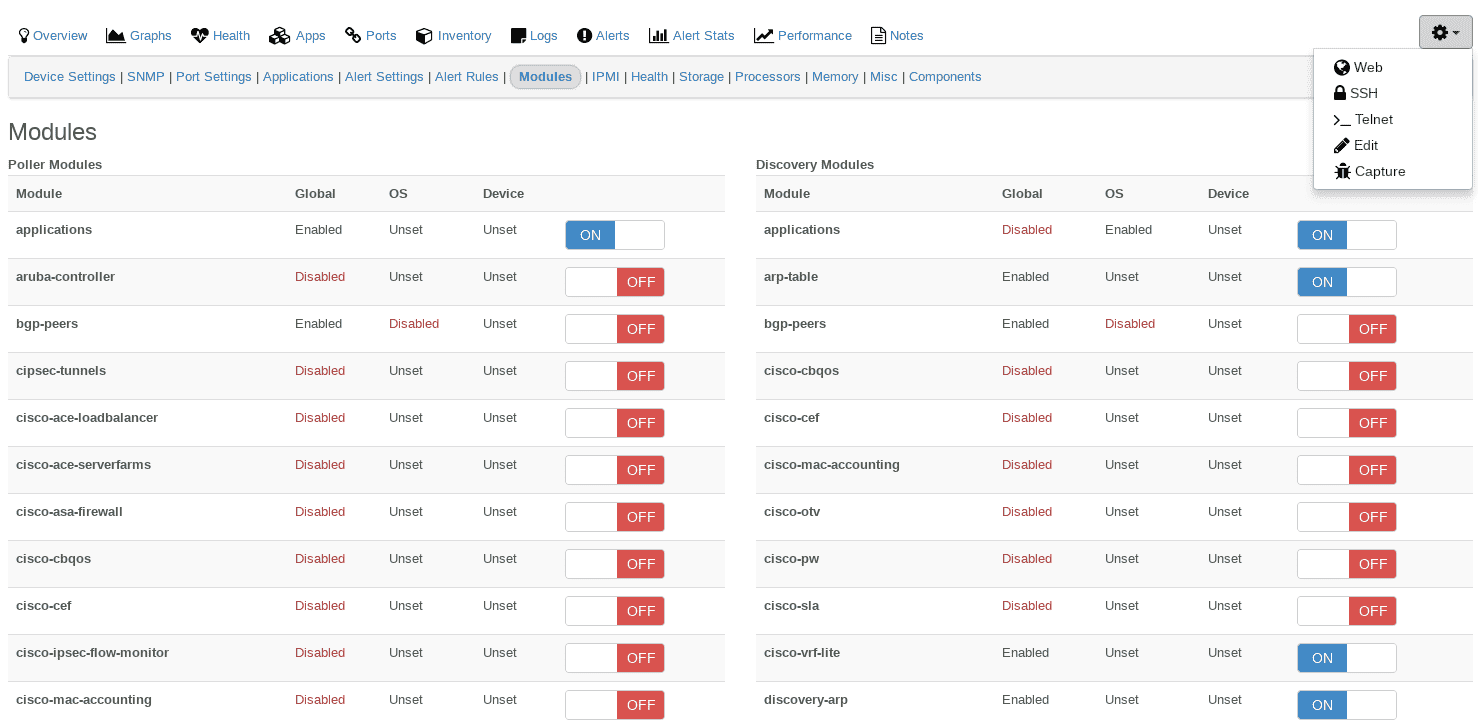 Overview Graphs Health Apps Ports Inventory Logs Alerts Alert Stats Performance Notes
Device Settings | SNMP | Port Settings | Applications | Alert Settings | Alert Rules | Modules | IPMI | Health | Storage | Processors | Memory | Misc | Components
Web
SSH
Telnet
Edit
Capture
Modules
Poller Modules
Module Global OS Device
applications Enabled Unset Unset ON
aruba-controller Disabled Unset Unset OFF
bgp-peers Enabled Disabled Unset OFF
cipsec-tunnels Disabled Unset Unset OFF
cisco-ace-loadbalancer Disabled Unset Unset OFF
cisco-ace-serverfarms Disabled Unset Unset OFF
cisco-asa-firewall Disabled Unset Unset OFF
cisco-cbqos Disabled Unset Unset OFF
cisco-cef Disabled Unset Unset OFF
cisco-ipsec-flow-monitor Disabled Unset Unset OFF
cisco-mac-accounting Disabled Unset Unset OFF
Discovery Modules
Module Global OS Device
applications Disabled Enabled Unset ON
arp-table Enabled Unset Unset ON
bgp-peers Enabled Disabled Unset OFF
cisco-cbqos Disabled Unset Unset OFF
cisco-cef Disabled Unset Unset OFF
cisco-mac-accounting Disabled Unset Unset OFF
cisco-otv Disabled Unset Unset OFF
cisco-pw Disabled Unset Unset OFF
cisco-sla Disabled Unset Unset OFF
cisco-vrf-lite Enabled Unset Unset ON
discovery-arp Enabled Unset Unset ON